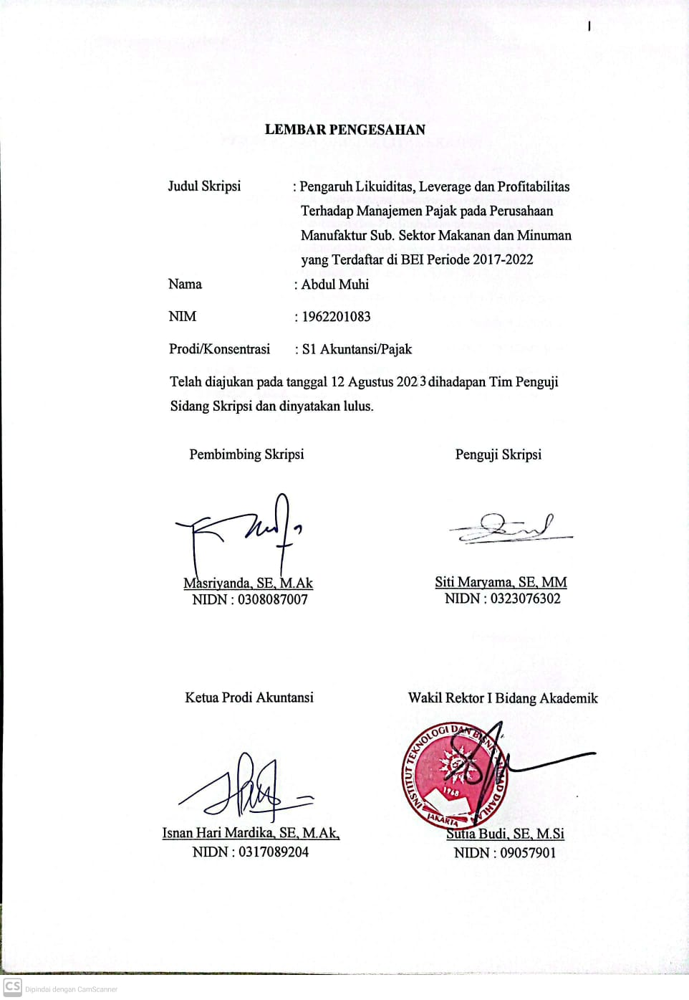 LEMBAR PENGESAHAN
Judul Skripsi : Pengaruh Likuiditas, Leverage dan Profitabilitas
Terhadap Manajemen Pajak pada Perusahaan
Manufaktur Sub. Sektor Makanan dan Minuman
yang Terdaftar di BEI Periode 2017-2022
Nama : Abdul Muhi
NIM : 1962201083
Prodi/Konsentrasi : S1 Akuntansi/Pajak
Telah diajukan pada tanggal 12 Agustus 2023 dihadapan Tim Penguji
Sidang Skripsi dan dinyatakan lulus.
Pembimbing Skripsi Penguji Skripsi
Masriyanda, SE, M.Ak Siti Maryama, SE, MM
NIDN : 0308087007 NIDN : 0323076302
Ketua Prodi Akuntansi Wakil Rektor I Bidang Akademik
INSTITUT TEKNOLOGI DAN BISNIS DAHLAN
1968
JAKARTA
Isnan Hari Mardika, SE, M.Ak, Sutia Budi, SE, M.Si
NIDN : 0317089204 NIDN : 09057901
CS Dipindai dengan CamScanner